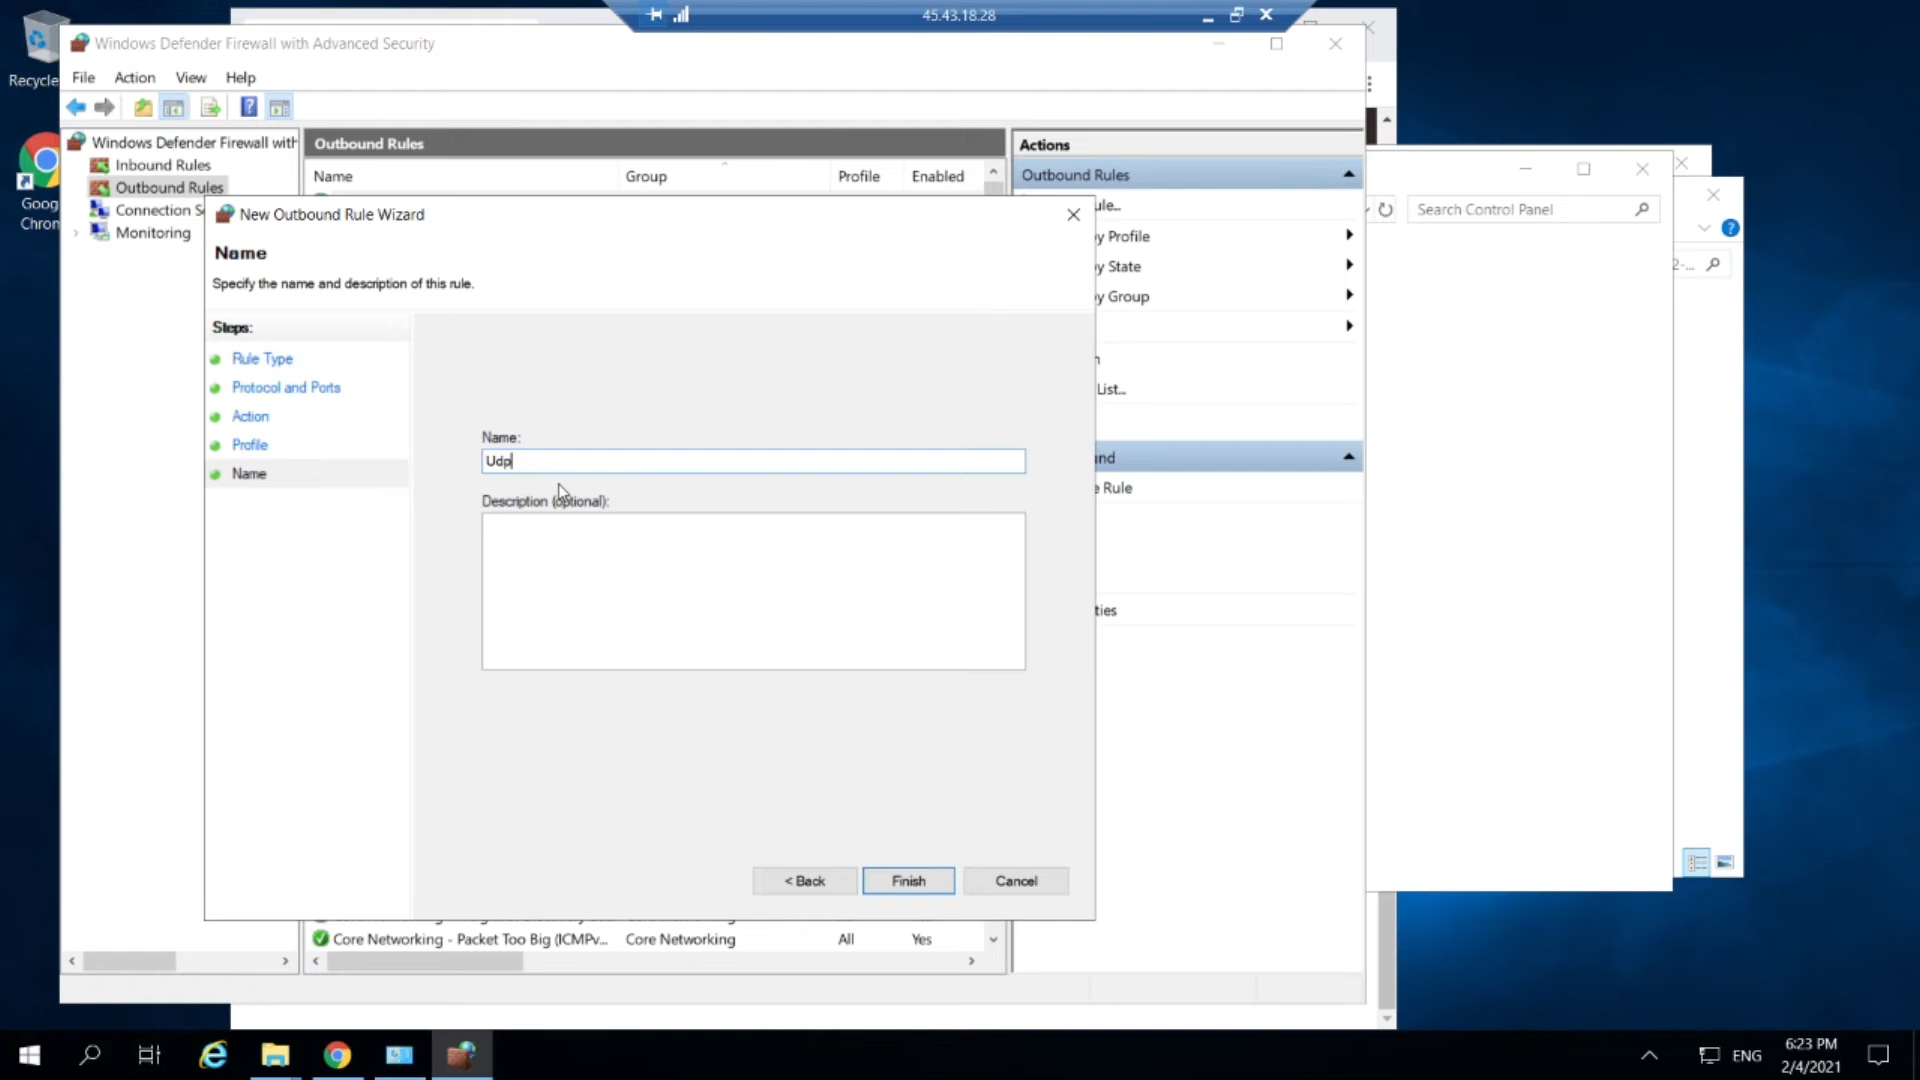 45.43.18.28
Recycle
Windows Defender Firewall with Advanced Security
File Action View Help
Windows Defender Firewall with
Inbound Rules
Outbound Rules
Connection S
Monitoring
Goog
Chron
Outbound Rules
Name Group Profile Enabled
Actions
Outbound Rules
ule...
y Profile
y State
y Group
List...
nd
e Rule
ties
Search Control Panel
2-...
New Outbound Rule Wizard
Name
Specify the name and description of this rule.
Steps:
Rule Type
Protocol and Ports
Action
Profile
Name
Name:
Udp
Description (optional):
< Back Finish Cancel
Core Networking - Packet Too Big (ICMPv... Core Networking All Yes
ENG
6:23 PM
2/4/2021